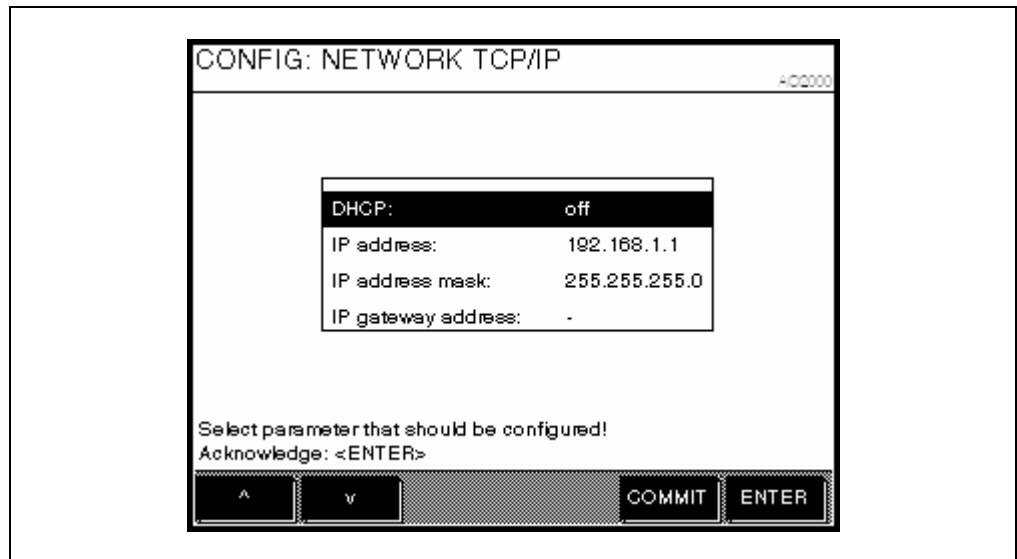 CONFIG: NETWORK TCP/IP
AO2000
DHCP: off
IP address: 192.168.1.1
IP address mask: 255.255.255.0
IP gateway address: -
Select parameter that should be configured!
Acknowledge: <ENTER>
^ v COMMIT ENTER